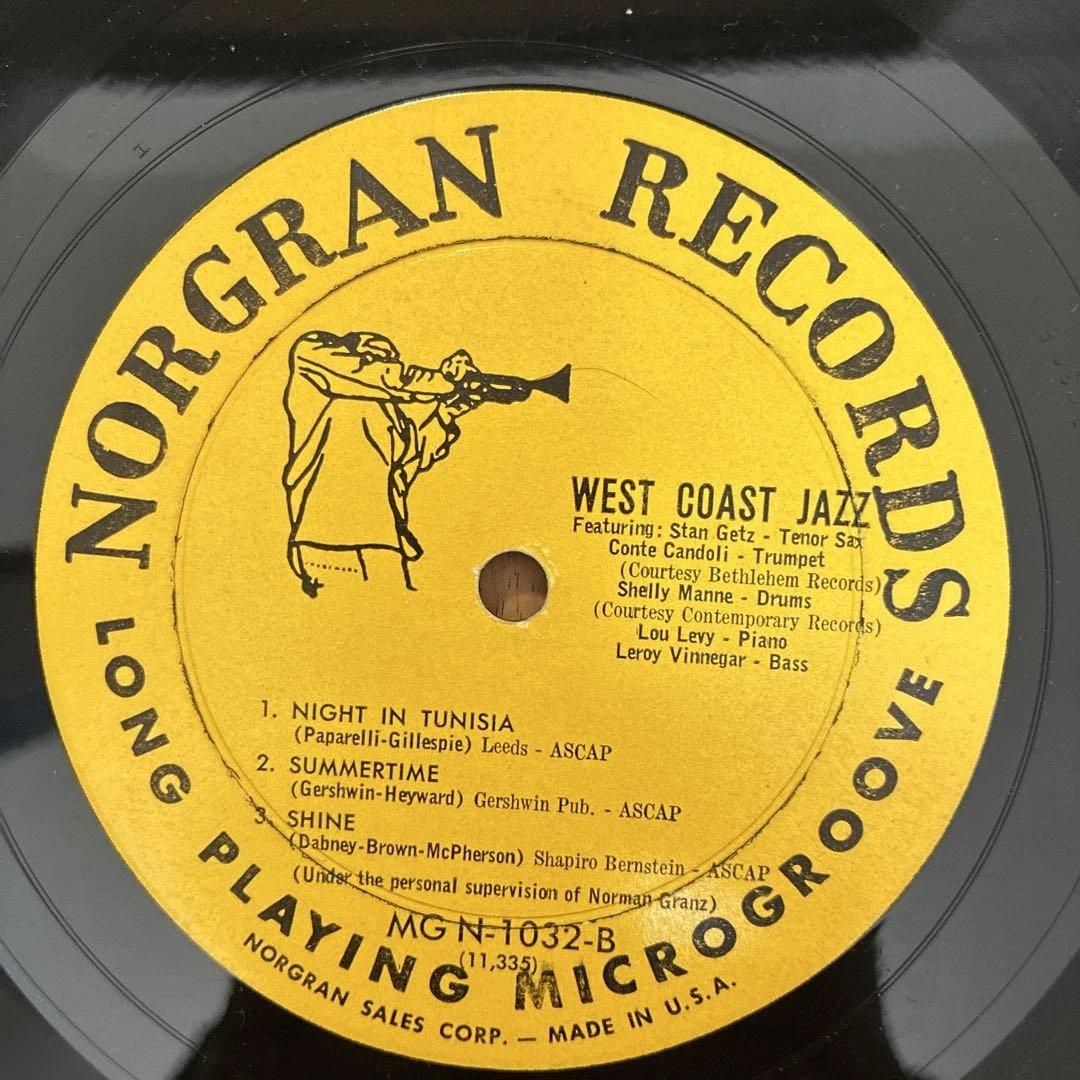 NORGRAN RECORDS
WEST COAST JAZZ
Featuring: Stan Getz - Tenor Sax
Conte Candoli - Trumpet
(Courtesy Bethlehem Records)
Shelly Manne - Drums
(Courtesy Contemporary Records)
Lou Levy - Piano
Leroy Vinnegar - Bass
1. NIGHT IN TUNISIA
(Paparelli-Gillespie) Leeds - ASCAP
2. SUMMERTIME
(Gershwin-Heyward) Gershwin Pub. - ASCAP
3. SHINE
(Dabney-Brown-McPherson) Shapiro Bernstein - ASCAP
(Under the personal supervision of Norman Granz)
MG N-1032-B
(11,335)
LONG PLAYING MICROGROOVE
NORGRAN SALES CORP. — MADE IN U.S.A.